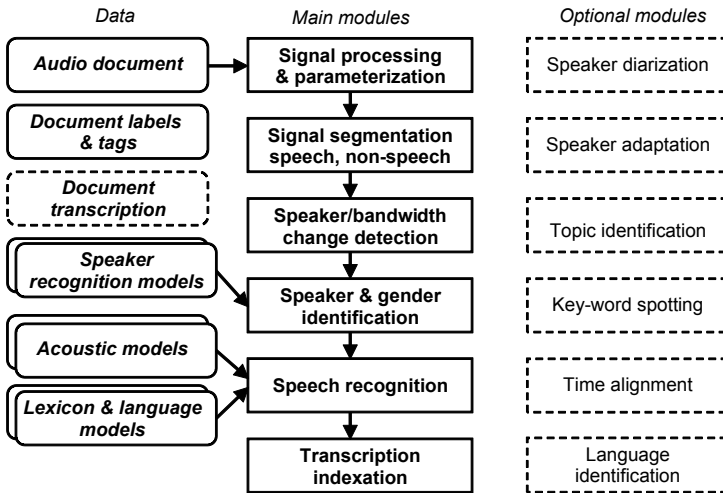 Data
Main modules
Optional modules
Audio document
Signal processing
& parameterization
Speaker diarization
Document labels
& tags
Signal segmentation
speech, non-speech
Speaker adaptation
Document
transcription
Speaker/bandwidth
change detection
Topic identification
Speaker
recognition models
Speaker & gender
identification
Key-word spotting
Acoustic models
Speech recognition
Time alignment
Lexicon & language
models
Transcription
indexation
Language
identification